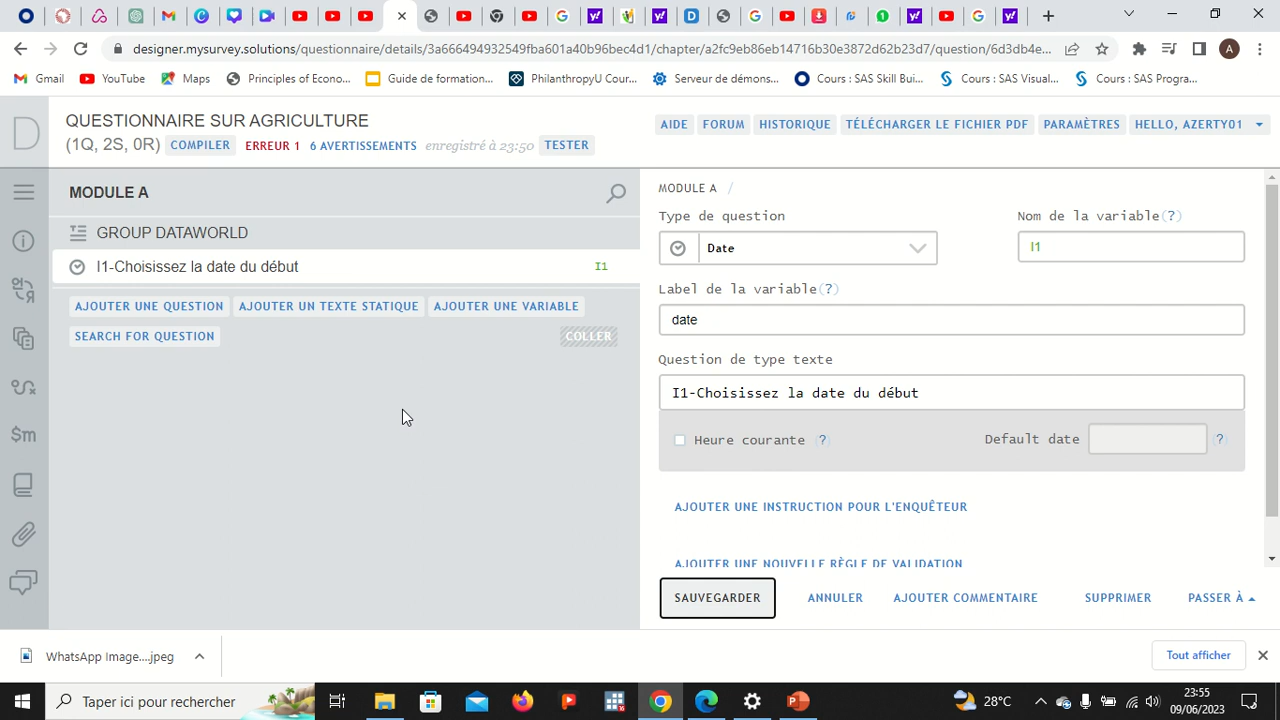 designer.mysurvey.solutions/questionnaire/details/3a666494932549fba601a40b96bec4d1/chapter/a2fc9eb86eb14716b30e3872d62b23d7/question/6d3db4e...
A
Gmail
YouTube
Maps
Principles of Econo...
Guide de formation...
PhilanthropyU Cour...
Serveur de démons...
Cours : SAS Skill Bui...
Cours : SAS Visual...
Cours : SAS Progra...
D
QUESTIONNAIRE SUR AGRICULTURE
(1Q, 2S, 0R) COMPILER ERREUR 1 6 AVERTISSEMENTS enregistré à 23:50 TESTER
AIDE FORUM HISTORIQUE TÉLÉCHARGER LE FICHIER PDF PARAMÈTRES HELLO, AZERTY01
MODULE A
GROUP DATAWORLD
I1-Choisissez la date du début I1
AJOUTER UNE QUESTION AJOUTER UN TEXTE STATIQUE AJOUTER UNE VARIABLE
SEARCH FOR QUESTION COLLER
MODULE A /
Type de question Nom de la variable(?)
Date I1
Label de la variable(?)
date
Question de type texte
I1-Choisissez la date du début
Heure courante ? Default date ?
AJOUTER UNE INSTRUCTION POUR L'ENQUÊTEUR
AJOUTER UNE NOUVELLE RÈGLE DE VALIDATION
SAUVEGARDER ANNULER AJOUTER COMMENTAIRE SUPPRIMER PASSER À
WhatsApp Image....jpeg
Tout afficher
Taper ici pour rechercher
28°C
23:55
09/06/2023